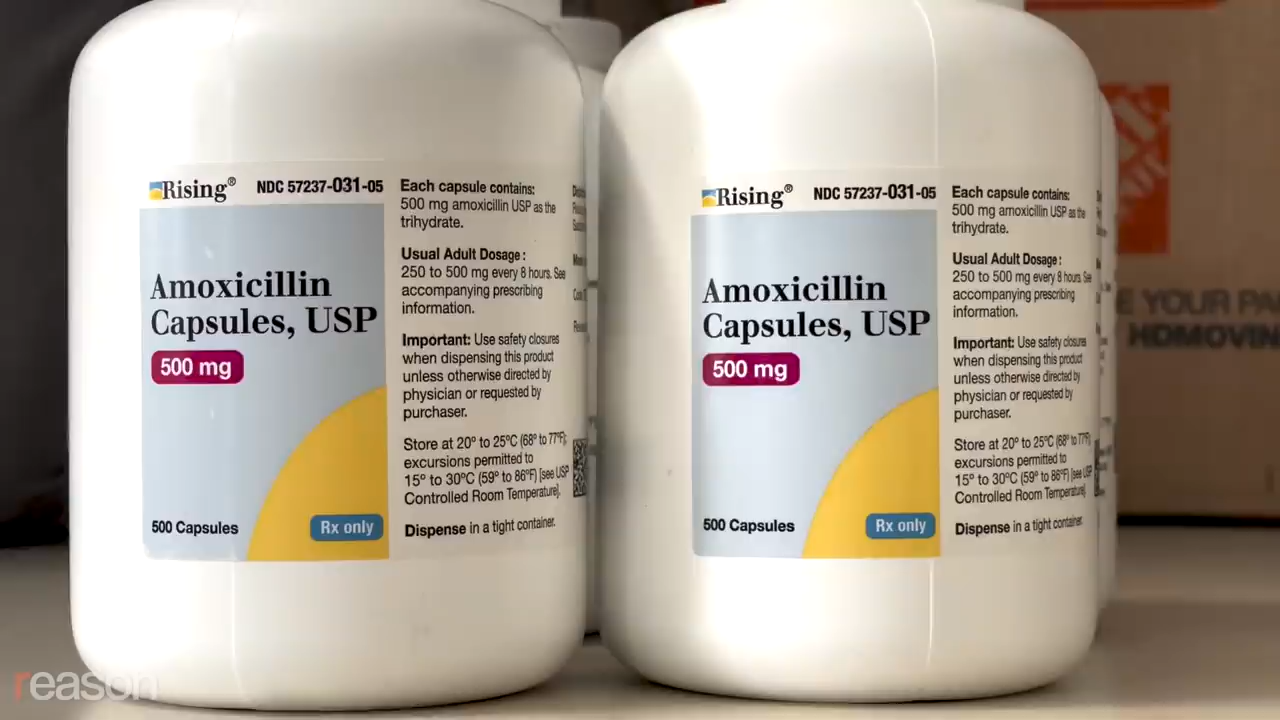 Rising®
NDC 57237-031-05
Amoxicillin
Capsules, USP
500 mg
500 Capsules
Rx only
Each capsule contains:
500 mg amoxicillin USP as the
trihydrate.
Usual Adult Dosage:
250 to 500 mg every 8 hours. See
accompanying prescribing
information.
Important: Use safety closures
when dispensing this product
unless otherwise directed by
physician or requested by
purchaser.
Store at 20° to 25°C (68° to 77°F);
excursions permitted to
15° to 30°C (59° to 86°F) [see USP
Controlled Room Temperature].
Dispense in a tight container.
Rising®
NDC 57237-031-05
Amoxicillin
Capsules, USP
500 mg
500 Capsules
Rx only
Each capsule contains:
500 mg amoxicillin USP as the
trihydrate.
Usual Adult Dosage:
250 to 500 mg every 8 hours. See
accompanying prescribing
information.
Important: Use safety closures
when dispensing this product
unless otherwise directed by
physician or requested by
purchaser.
Store at 20° to 25°C (68° to 77°F);
excursions permitted to
15° to 30°C (59° to 86°F) [see USP
Controlled Room Temperature].
Dispense in a tight container.
YOUR
HDMOVIN
reason